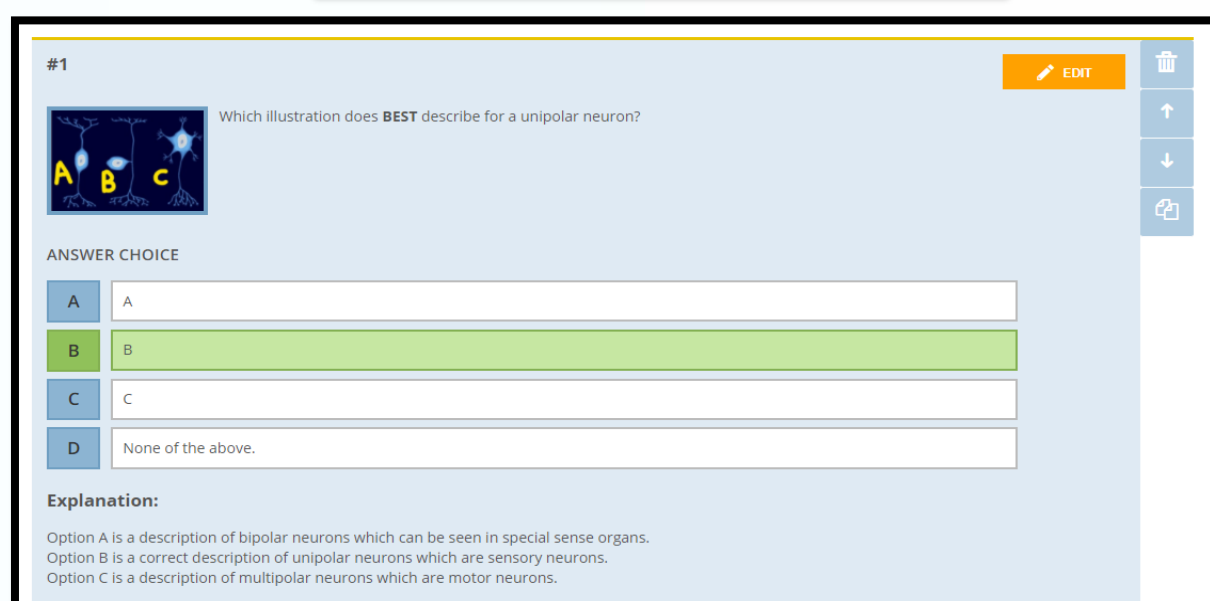 #1
EDIT
Which illustration does BEST describe for a unipolar neuron?
A B C
ANSWER CHOICE
A A
B B
C C
D None of the above.
Explanation:
Option A is a description of bipolar neurons which can be seen in special sense organs.
Option B is a correct description of unipolar neurons which are sensory neurons.
Option C is a description of multipolar neurons which are motor neurons.